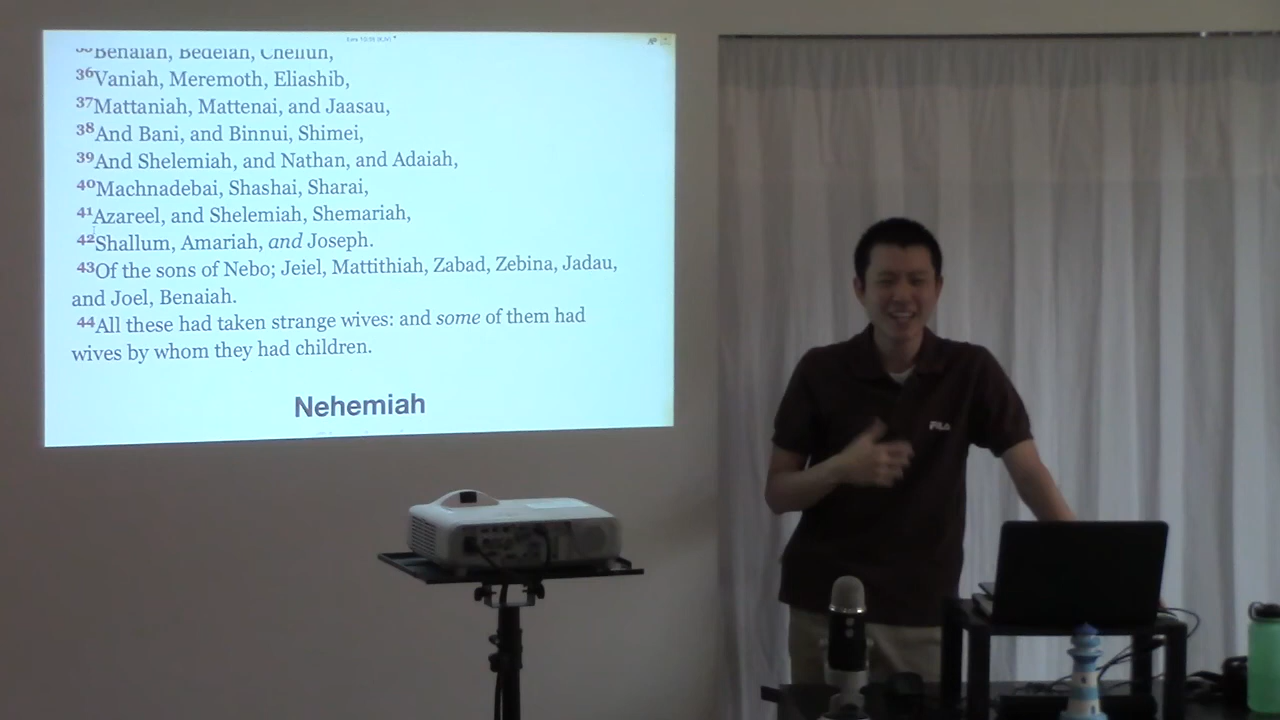 Benaiah, Bedeiah, Chelluh,
36Vaniah, Meremoth, Eliashib,
37Mattaniah, Mattenai, and Jaasau,
38And Bani, and Binnui, Shimei,
39And Shelemiah, and Nathan, and Adaiah,
40Machnadebai, Shashai, Sharai,
41Azareel, and Shelemiah, Shemariah,
42Shallum, Amariah, and Joseph.
43Of the sons of Nebo; Jeiel, Mattithiah, Zabad, Zebina, Jadau,
and Joel, Benaiah.
44All these had taken strange wives: and some of them had
wives by whom they had children.
Nehemiah
FILA